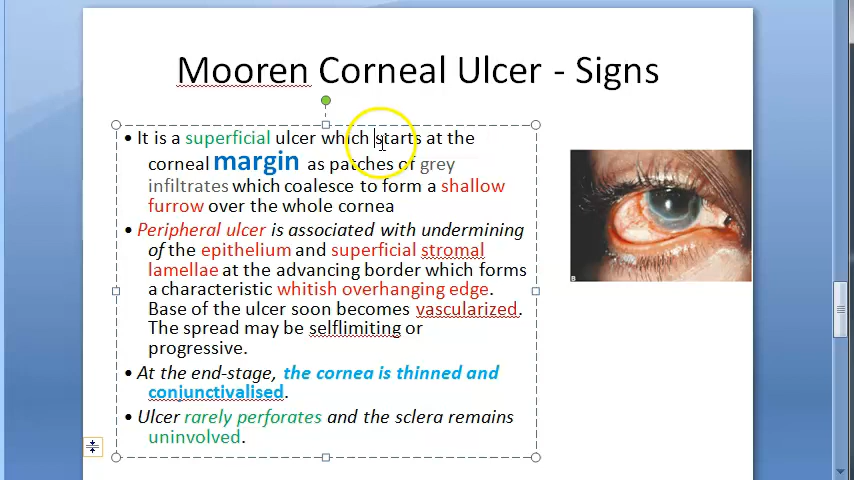 Mooren Corneal Ulcer - Signs
• It is a superficial ulcer which starts at the
corneal margin as patches of grey
infiltrates which coalesce to form a shallow
furrow over the whole cornea
• Peripheral ulcer is associated with undermining
of the epithelium and superficial stromal
lamellae at the advancing border which forms
a characteristic whitish overhanging edge.
Base of the ulcer soon becomes vascularized.
The spread may be selflimiting or
progressive.
• At the end-stage, the cornea is thinned and
conjunctivalised.
• Ulcer rarely perforates and the sclera remains
uninvolved.
B